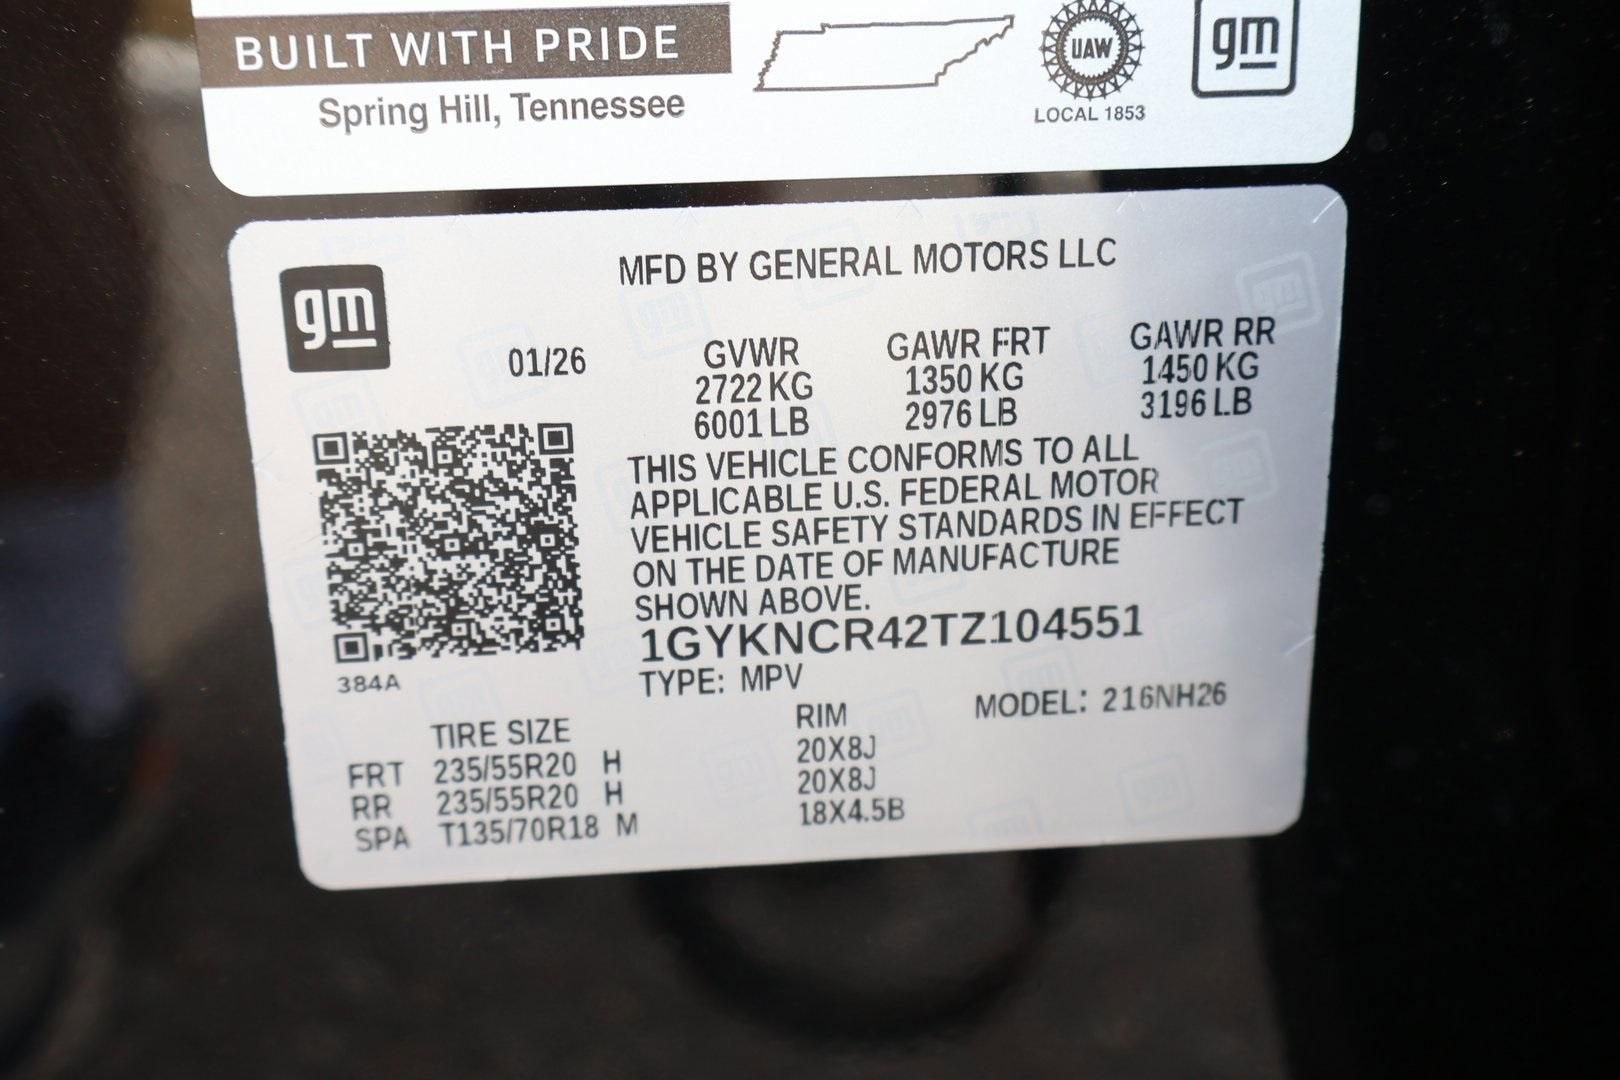 BUILT WITH PRIDE
Spring Hill, Tennessee
UAW
LOCAL 1853
gm
gm
MFD BY GENERAL MOTORS LLC
01/26
GVWR GAWR FRT GAWR RR
2722 KG 1350 KG 1450 KG
6001 LB 2976 LB 3196 LB
THIS VEHICLE CONFORMS TO ALL
APPLICABLE U.S. FEDERAL MOTOR
VEHICLE SAFETY STANDARDS IN EFFECT
ON THE DATE OF MANUFACTURE
SHOWN ABOVE.
1GYKNCR42TZ104551
384A
TYPE: MPV MODEL: 216NH26
TIRE SIZE RIM
FRT 235/55R20 H 20X8J
RR 235/55R20 H 20X8J
SPA T135/70R18 M 18X4.5B